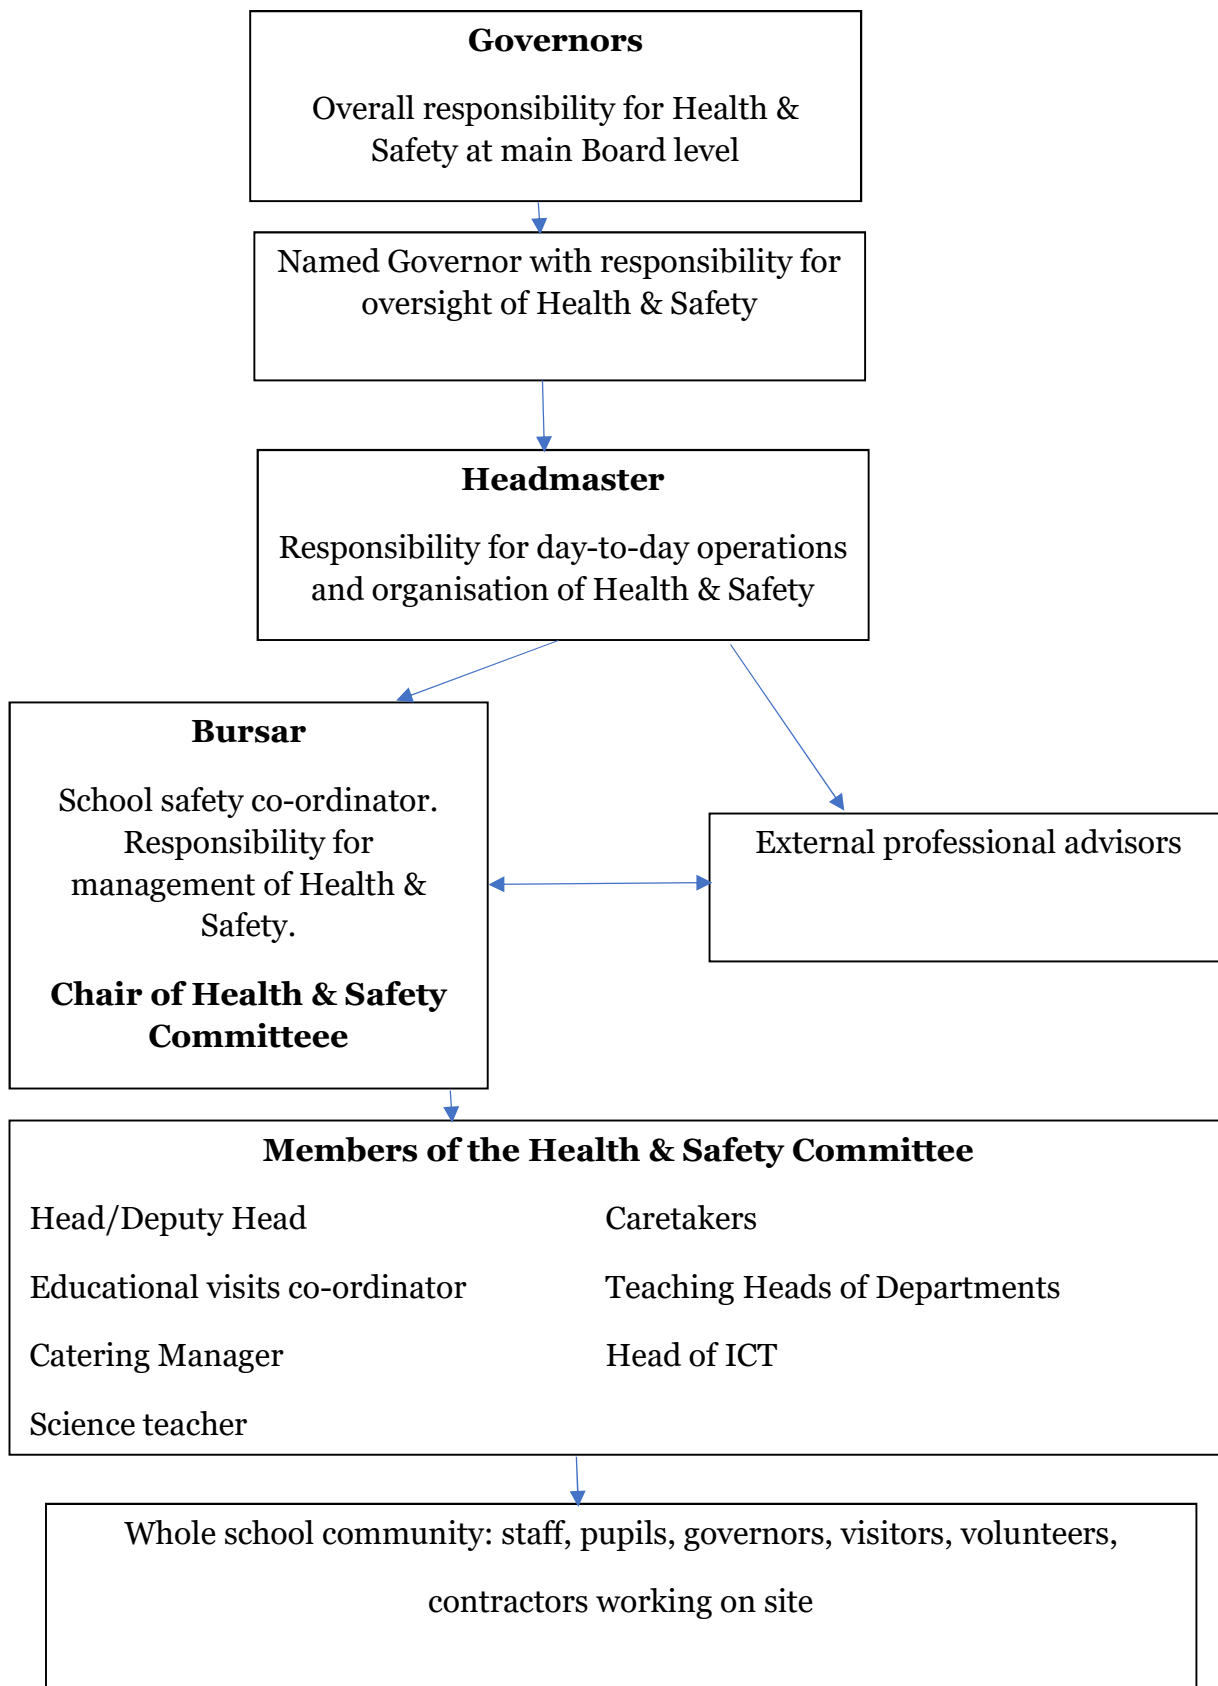 Governors
Overall responsibility for Health &
Safety at main Board level
Named Governor with responsibility for
oversight of Health & Safety
Headmaster
Responsibility for day-to-day operations
and organisation of Health & Safety
Bursar
School safety co-ordinator.
Responsibility for
management of Health &
Safety.
Chair of Health & Safety
Committeee
External professional advisors
Members of the Health & Safety Committee
Head/Deputy Head
Educational visits co-ordinator
Catering Manager
Science teacher
Caretakers
Teaching Heads of Departments
Head of ICT
Whole school community: staff, pupils, governors, visitors, volunteers,
contractors working on site